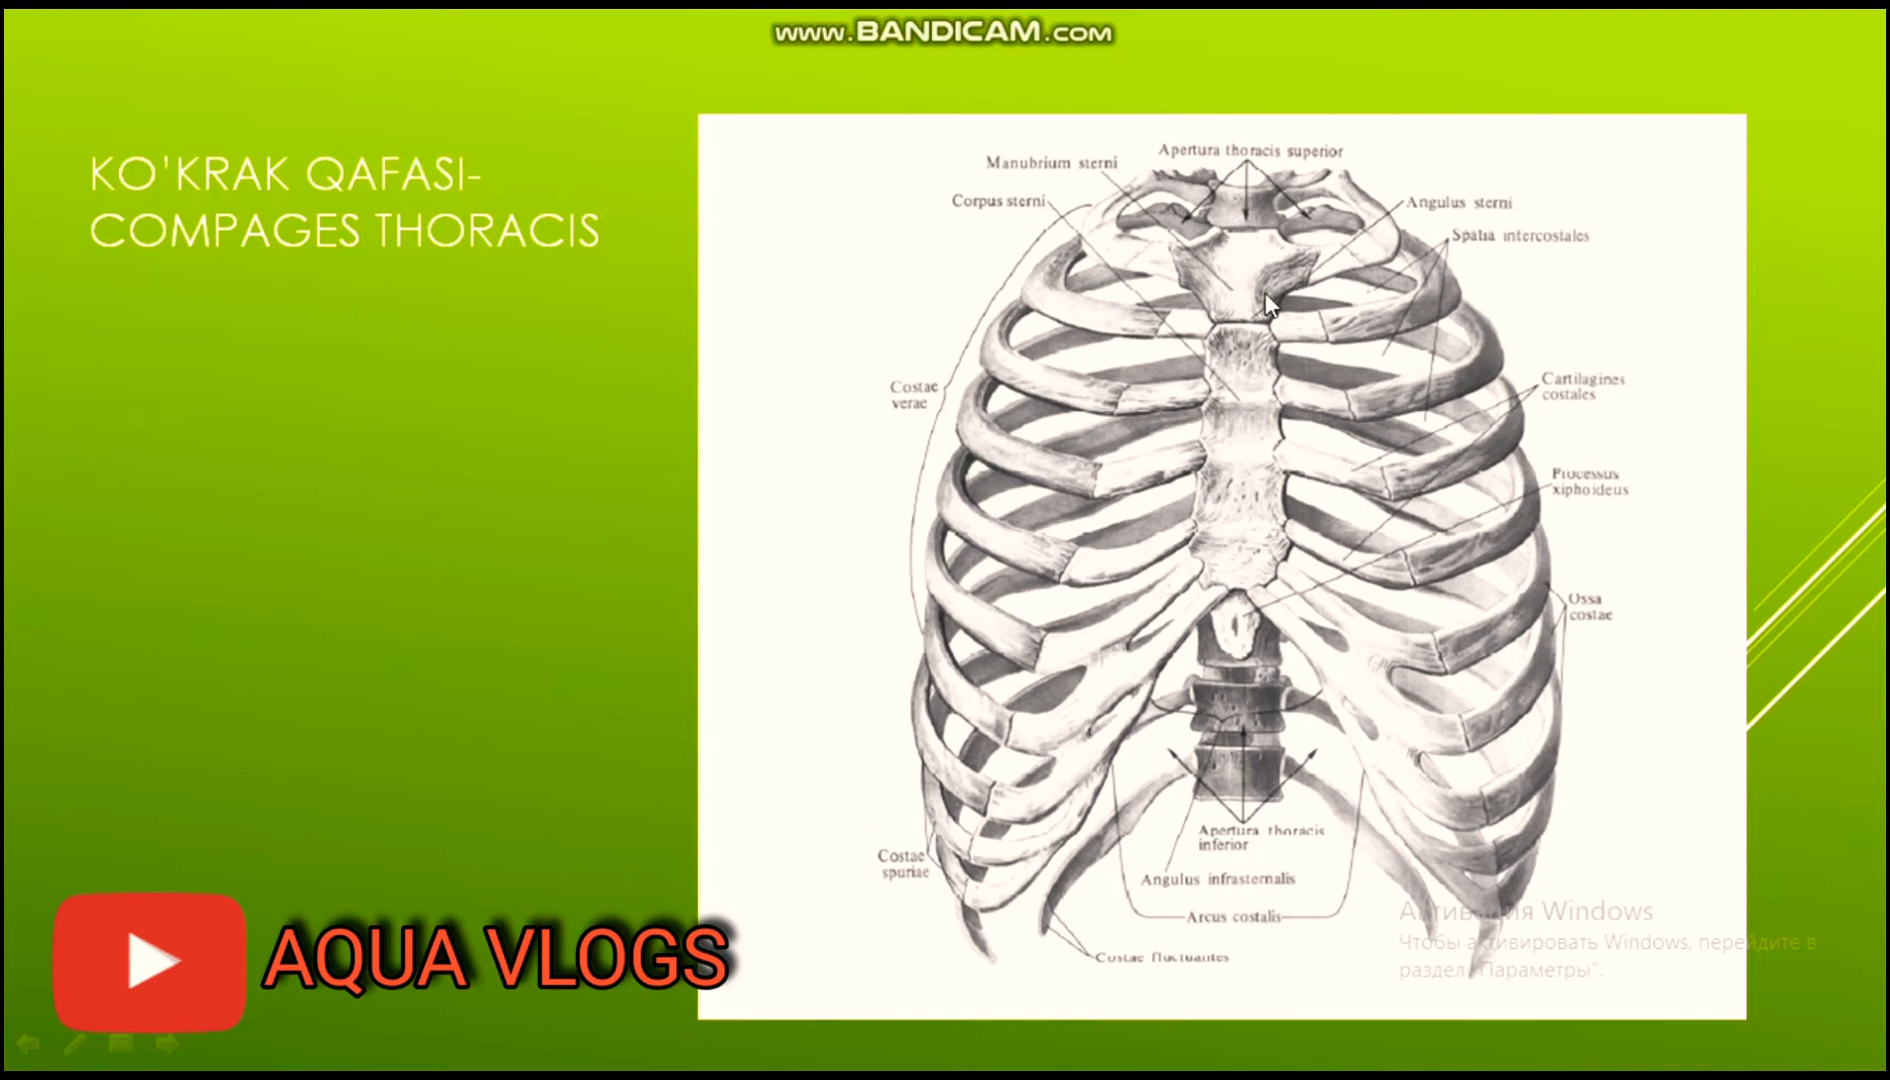 www.BANDICAM.com
KO'KRAK QAFASI-
COMPAGES THORACIS
Apertura thoracis superior
Manubrium sterni
Corpus sterni
Angulus sterni
Spatia intercostales
Costae
verae
Cartilagines
costales
Processus
xiphoideus
Ossa
costae
Apertura thoracis
inferior
Costae
spuriae
Angulus infrasternalis
Arcus costalis
Costae fluctuantes
AQUA VLOGS
Активация Windows
Чтобы активировать Windows, перейдите в
раздел "Параметры".